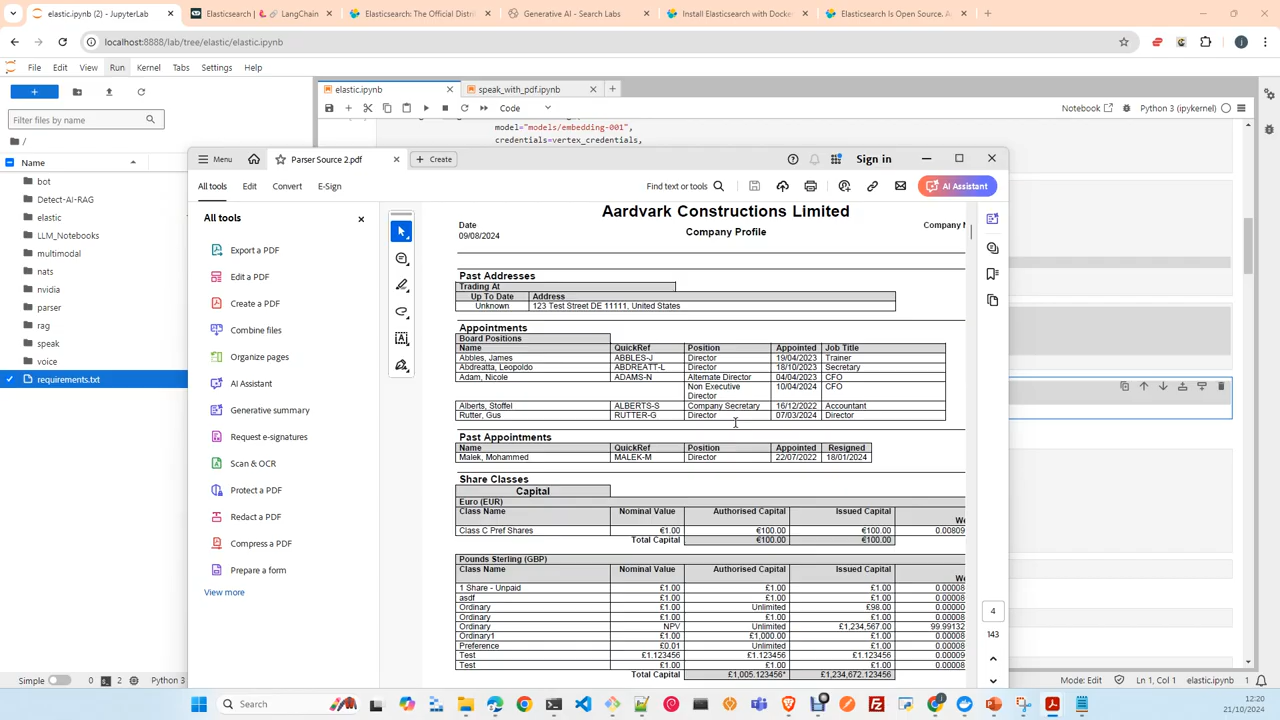 elastic.ipynb - JupyterLab
Elasticsearch | 🦜️🔗 LangChain
Elasticsearch: The Official Distri
Generative AI - Search Labs
Install Elasticsearch with Docke
Elasticsearch Is Open Source. A
localhost:8888/lab/tree/elastic/elastic.ipynb
File Edit View Run Kernel Tabs Settings Help
elastic.ipynb
speak_with_pdf.ipynb
Code
Notebook
Python 3 (ipykernel)
Filter files by name
/
Name
bot
Detect-AI-RAG
elastic
LLM_Notebooks
multimodal
nats
nvidia
parser
rag
speak
voice
requirements.txt
model="models/embedding-001",
credentials=vertex_credentials,
Menu
Parser Source 2.pdf
Create
Sign in
All tools Edit Convert E-Sign
Find text or tools
AI Assistant
All tools
Export a PDF
Edit a PDF
Create a PDF
Combine files
Organize pages
AI Assistant
Generative summary
Request e-signatures
Scan & OCR
Protect a PDF
Redact a PDF
Compress a PDF
Prepare a form
View more
Aardvark Constructions Limited
Date
Company Profile
09/08/2024
Past Addresses
Trading At
Up To Date Address
Unknown 123 Test Street DE 11111, United States
Appointments
Board Positions
Name QuickRef Position Appointed Job Title
Abbles, James ABBLES-J Director 19/04/2023 Trainer
Abdreatta, Leopoldo ABDREATT-L Director 18/10/2023 Secretary
Adam, Nicole ADAMS-N Alternate Director 04/04/2023 CFO
Non Executive Director 10/04/2024 CFO
Alberts, Stoffel ALBERTS-S Company Secretary 16/12/2022 Accountant
Rutter, Gus RUTTER-G Director 07/03/2024 Director
Past Appointments
Name QuickRef Position Appointed Resigned
Malek, Mohammed MALEK-M Director 22/07/2022 18/01/2024
Share Classes
Capital
Euro (EUR)
Class Name Nominal Value Authorised Capital Issued Capital
Class C Pref Shares €1.00 €100.00 €100.00 0.00809
Total Capital €100.00 €100.00
Pounds Sterling (GBP)
Class Name Nominal Value Authorised Capital Issued Capital
1 Share - Unpaid £1.00 £1.00 £1.00 0.00000
asdf £1.00 £1.00 £1.00 0.00000
Ordinary £1.00 Unlimited £98.00 0.00000
Ordinary £1.00 £1.00 £1.00 0.00000
Ordinary NPV Unlimited £1,234,567.00 99.99132
Ordinary1 £1.00 £1,000.00 £1.00
Preference £0.01 Unlimited £1.00
Test £1.123456 £1.123456 £1.123456
Test £1.00 £1.00 £1.00
Total Capital £1,005.123456* £1,234,672.123456
4
143
Simple
0
2
Python 3
Mode: Edit
Ln 1, Col 1
elastic.ipynb
1
Search
12:20
21/10/2024